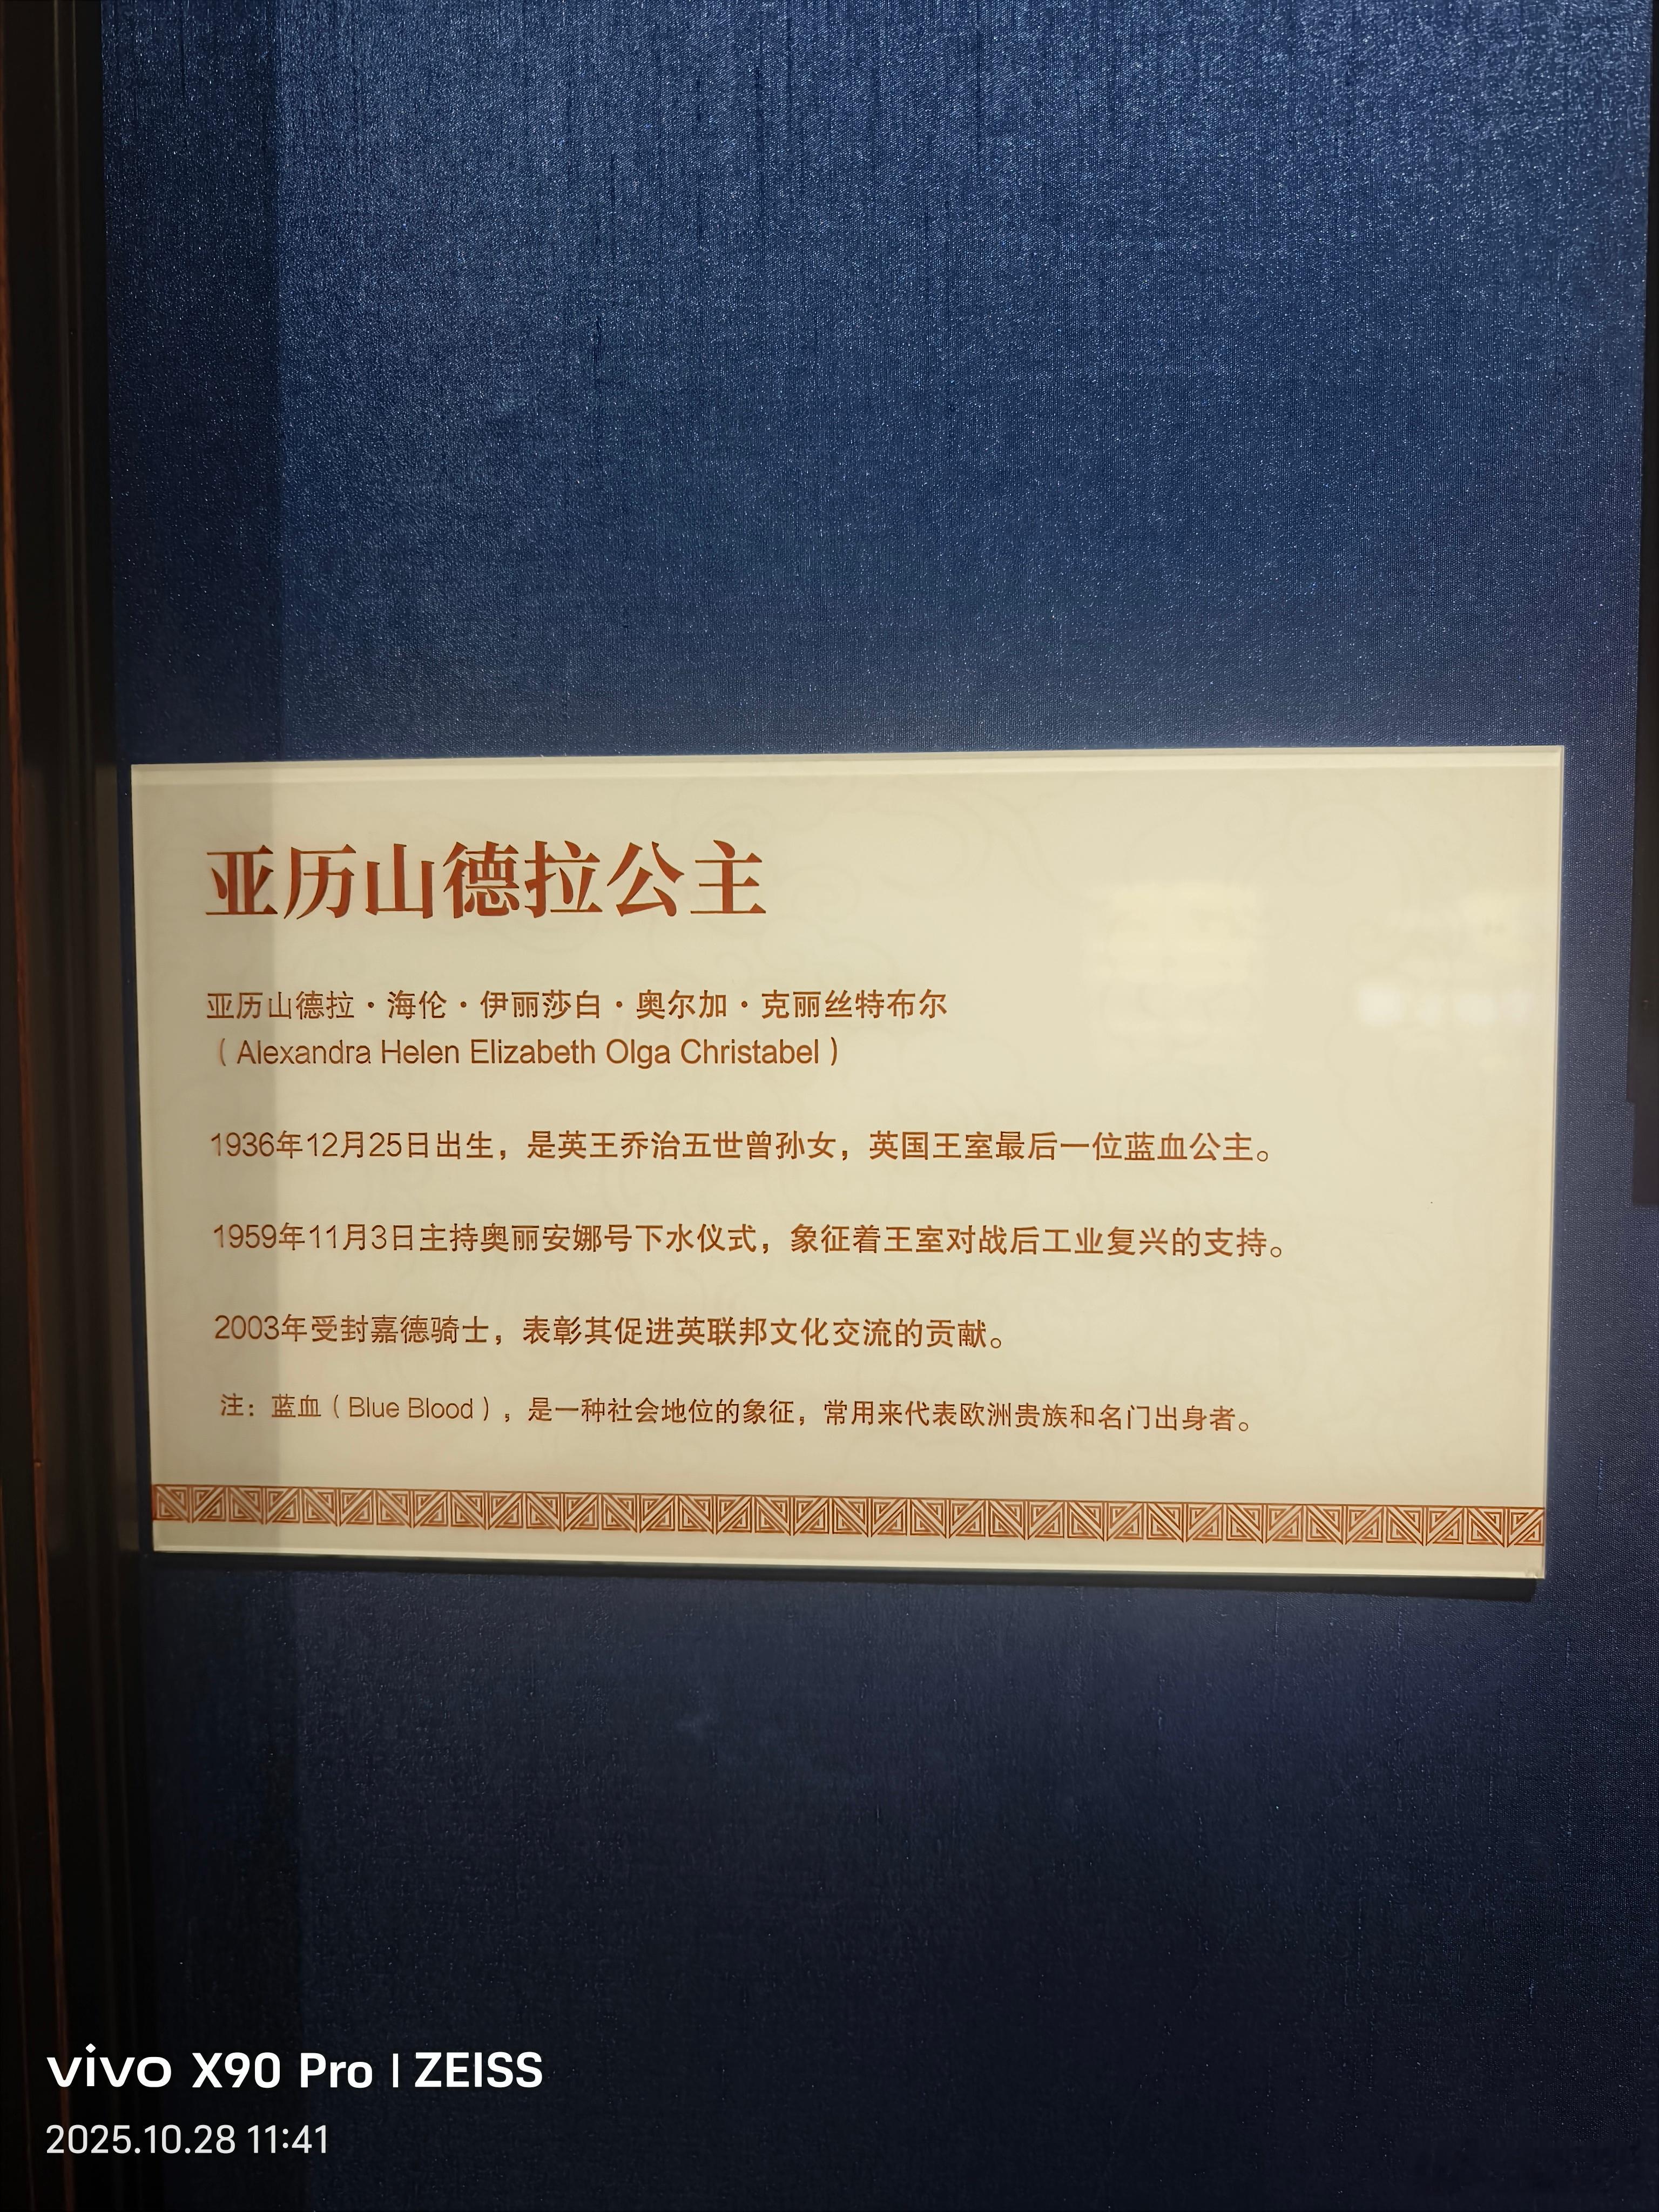 亚历山德拉公主
亚历山德拉·海伦·伊丽莎白·奥尔加·克丽丝特布尔
（Alexandra Helen Elizabeth Olga Christabel）
1936年12月25日出生，是英王乔治五世曾孙女，英国王室最后一位蓝血公主。
1959年11月3日主持奥丽安娜号下水仪式，象征着王室对战后工业复兴的支持。
2003年受封嘉德骑士，表彰其促进英联邦文化交流的贡献。
注：蓝血（Blue Blood），是一种社会地位的象征，常用来代表欧洲贵族和名门出身者。
vivo X90 Pro | ZEISS
2025.10.28 11:41